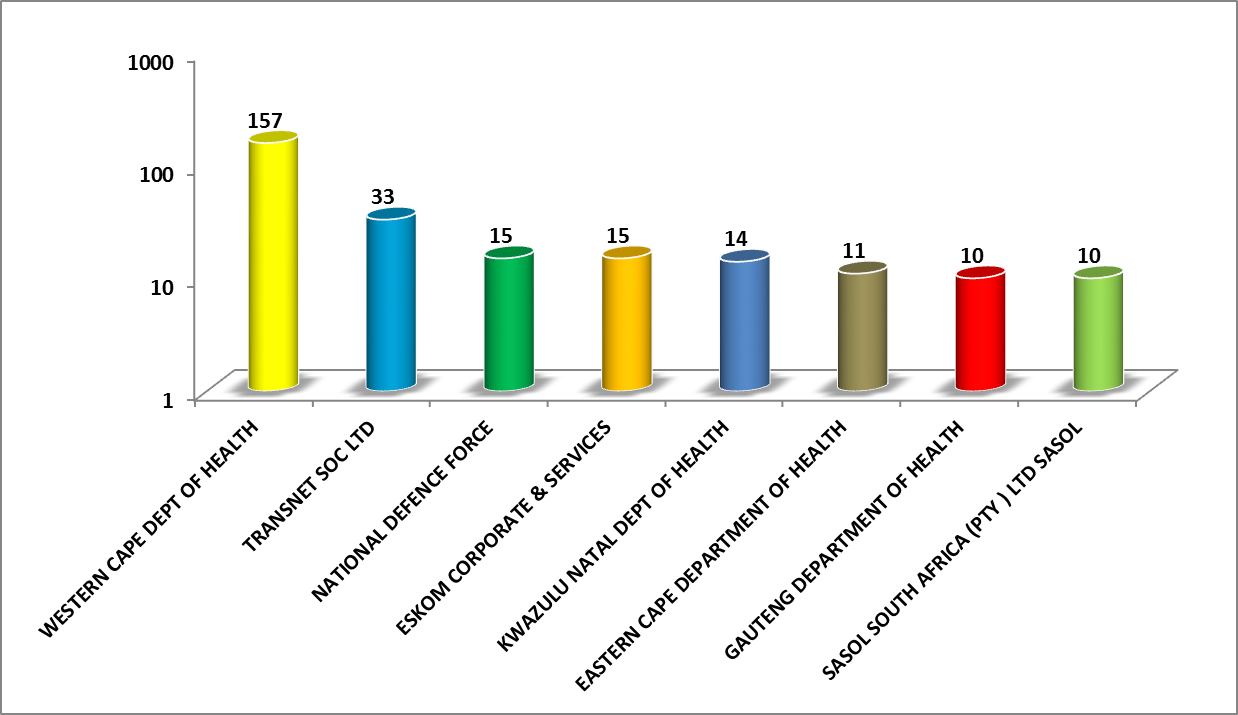 1000
100
10
1
157
33
15
15
14
11
10
10
WESTERN CAPE DEPT OF HEALTH
TRANSNET SOC LTD
NATIONAL DEFENCE FORCE
ESKOM CORPORATE & SERVICES
KWAZULU NATAL DEPT OF HEALTH
EASTERN CAPE DEPARTMENT OF HEALTH
GAUTENG DEPARTMENT OF HEALTH
SASOL SOUTH AFRICA (PTY ) LTD SASOL